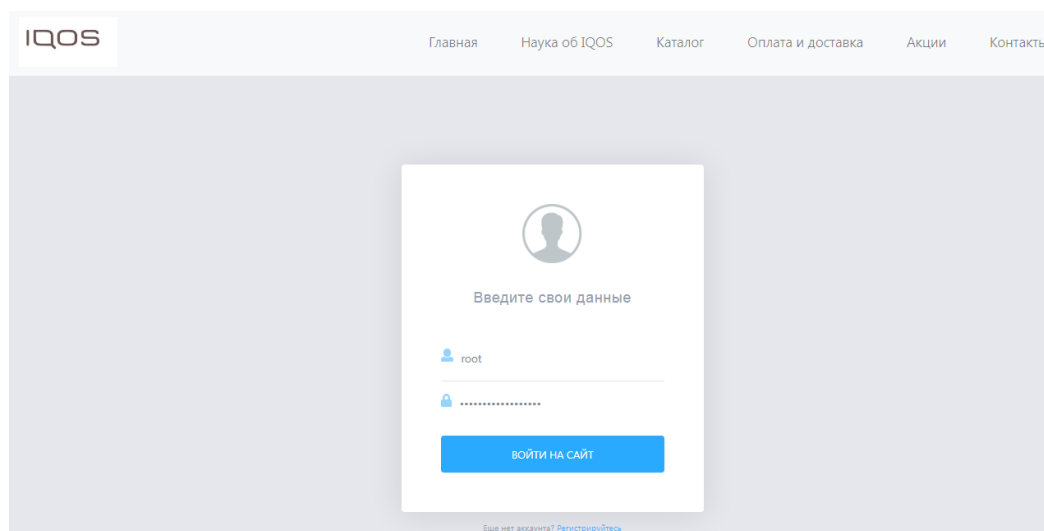 IQOS
Главная Наука об IQOS Каталог Оплата и доставка Акции Контакты
Введите свои данные
root
••••••••••••••••••
ВОЙТИ НА САЙТ
Еще нет аккаунта? Регистрируйтесь